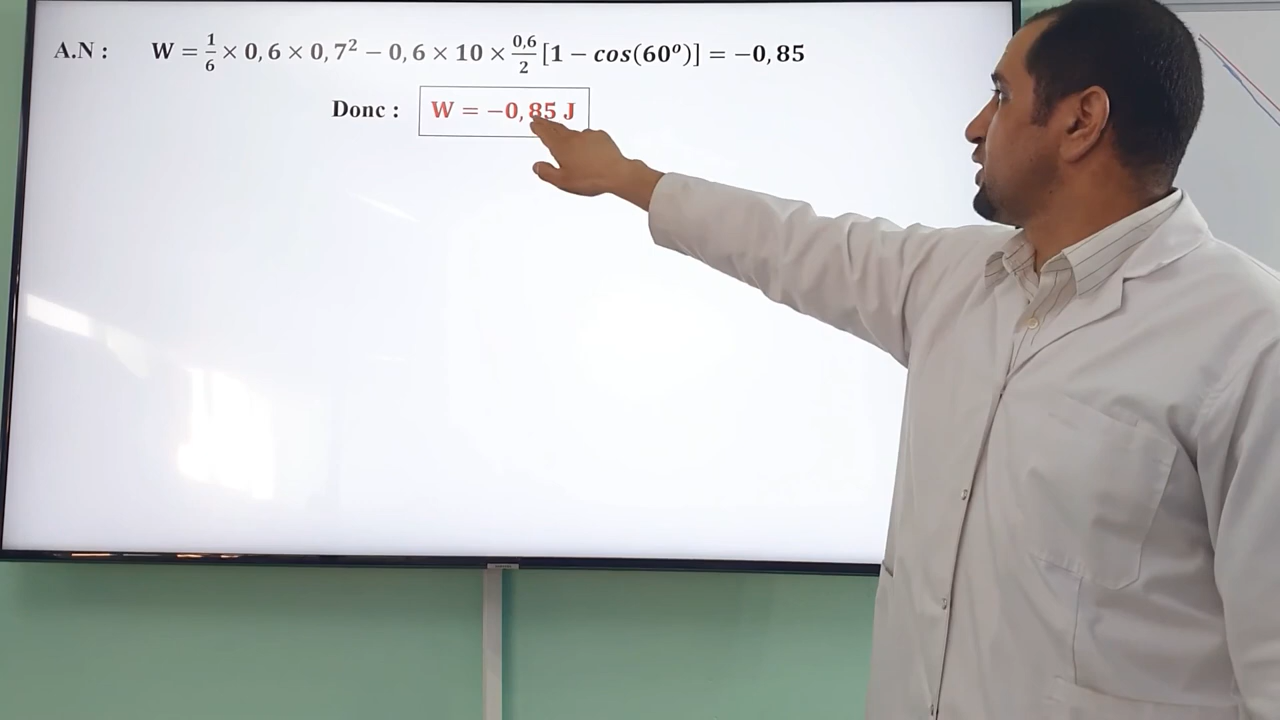 A.N : W = 1/6 × 0, 6 × 0, 7² − 0, 6 × 10 × 0,6/2 [1 − cos(60º)] = −0, 85
Donc : W = −0, 85 J